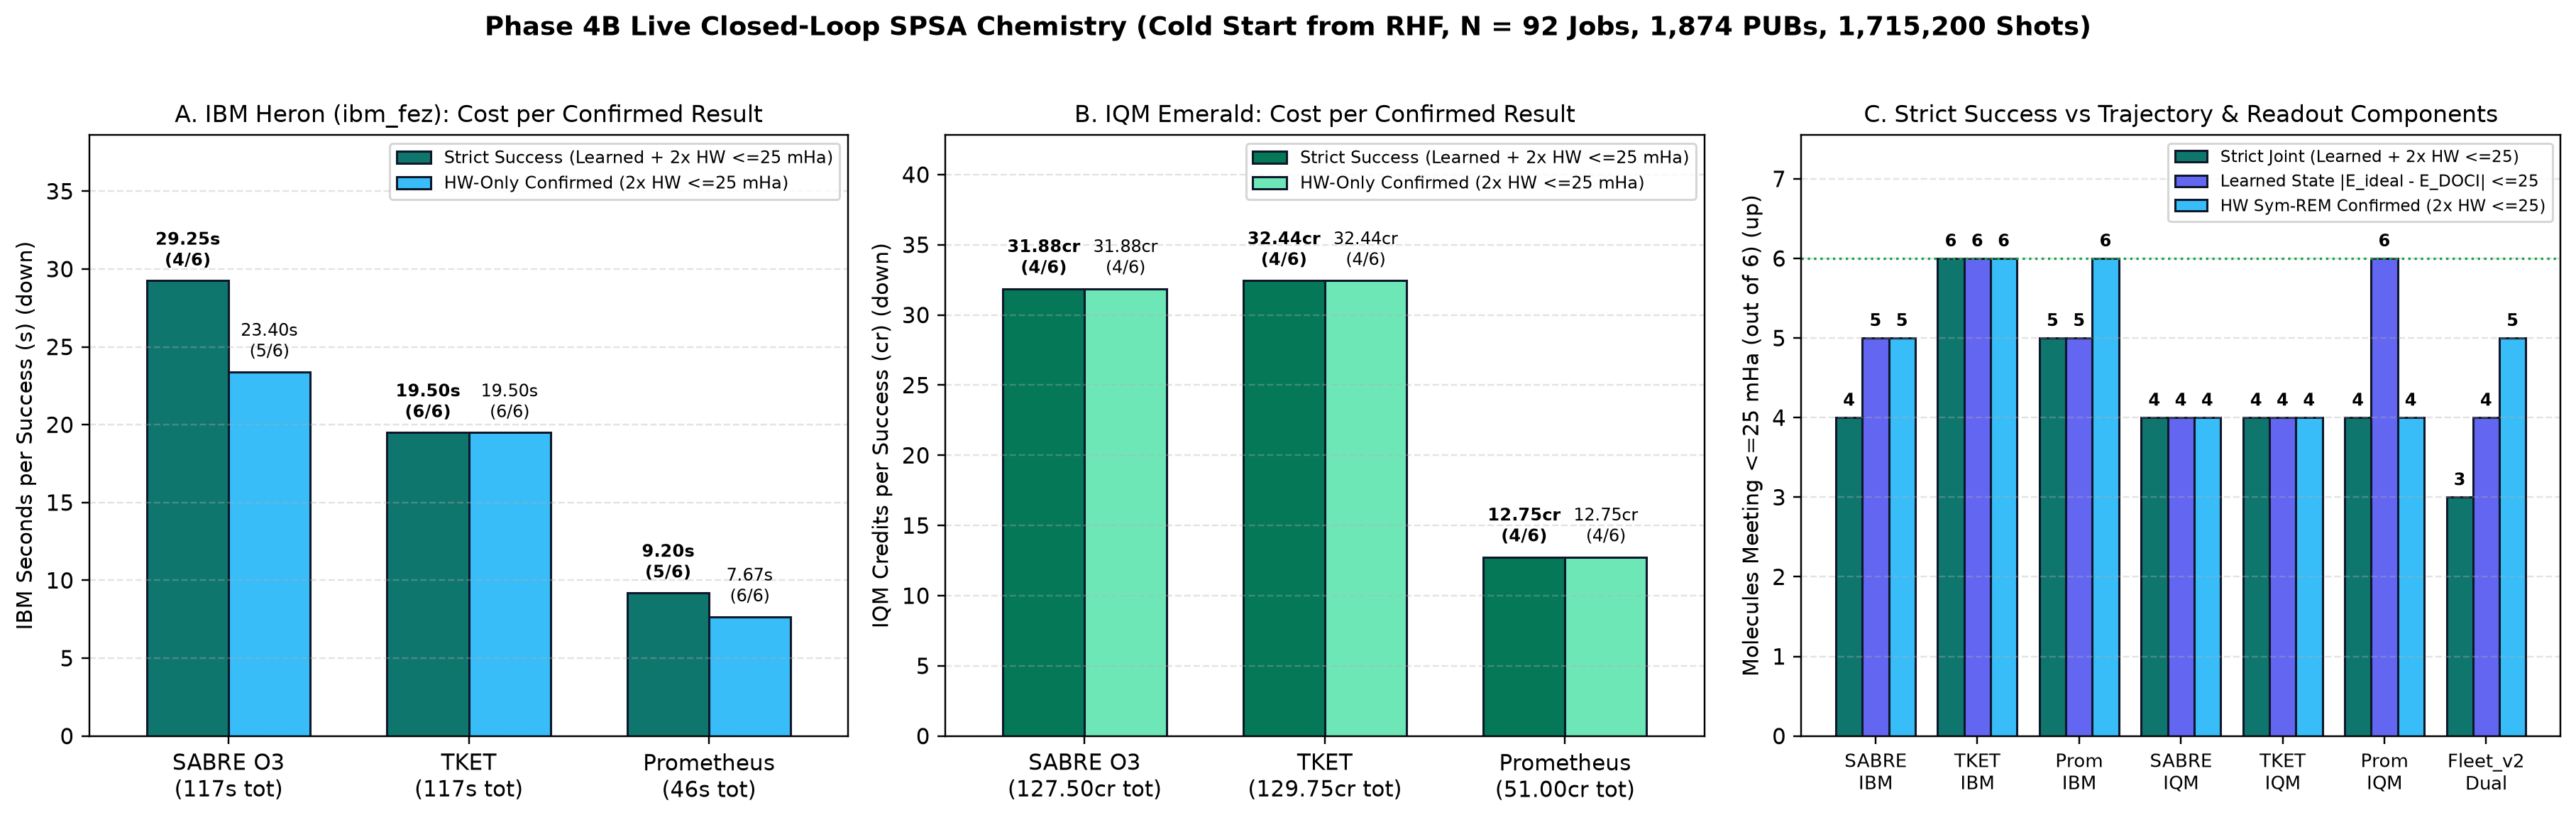 Phase 4B Live Closed-Loop SPSA Chemistry (Cold Start from RHF, N = 92 Jobs, 1,874 PUBs, 1,715,200 Shots)
A. IBM Heron (ibm_fez): Cost per Confirmed Result
IBM Seconds per Success (s) (down)
Strict Success (Learned + 2x HW <=25 mHa)
HW-Only Confirmed (2x HW <=25 mHa)
35
30
25
20
15
10
5
0
29.25s
(4/6)
23.40s
(5/6)
19.50s
(6/6)
19.50s
(6/6)
9.20s
(5/6)
7.67s
(6/6)
SABRE O3
(117s tot)
TKET
(117s tot)
Prometheus
(46s tot)
B. IQM Emerald: Cost per Confirmed Result
IQM Credits per Success (cr) (down)
Strict Success (Learned + 2x HW <=25 mHa)
HW-Only Confirmed (2x HW <=25 mHa)
40
35
30
25
20
15
10
5
0
31.88cr
(4/6)
31.88cr
(4/6)
32.44cr
(4/6)
32.44cr
(4/6)
12.75cr
(4/6)
12.75cr
(4/6)
SABRE O3
(127.50cr tot)
TKET
(129.75cr tot)
Prometheus
(51.00cr tot)
C. Strict Success vs Trajectory & Readout Components
Molecules Meeting <=25 mHa (out of 6) (up)
Strict Joint (Learned + 2x HW <=25)
Learned State |E_ideal - E_DOCI| <=25
HW Sym-REM Confirmed (2x HW <=25)
7
6
5
4
3
2
1
0
4
5
5
6
6
6
5
5
6
4
4
4
4
4
4
4
6
4
3
4
5
SABRE
IBM
TKET
IBM
Prom
IBM
SABRE
IQM
TKET
IQM
Prom
IQM
Fleet_v2
Dual